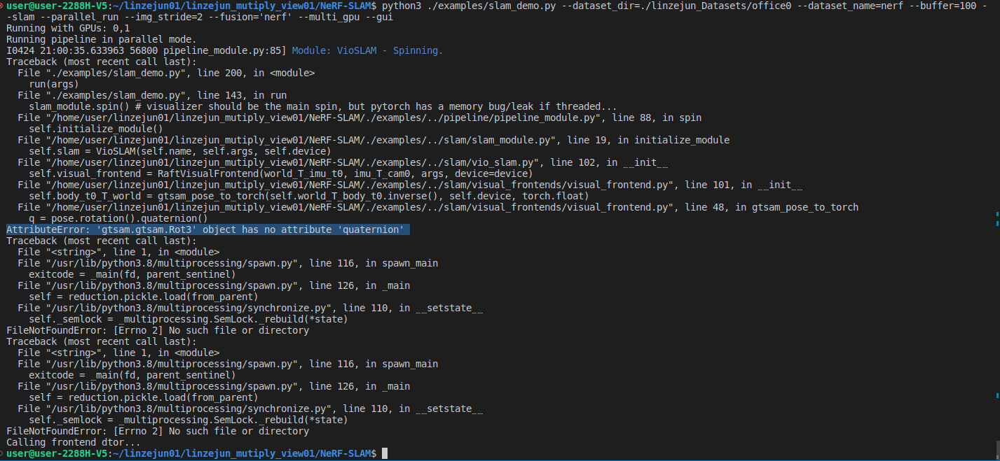 user@user-2288H-V5:~/linzejun01/linzejun_mutiply_view01/NeRF-SLAM$ python3 ./examples/slam_demo.py --dataset_dir=./linzejun_Datasets/office0 --dataset_name=nerf --buffer=100 -
-slam --parallel_run --img_stride=2 --fusion='nerf' --multi_gpu --gui
Running with GPUs: 0,1
Running pipeline in parallel mode.
I0424 21:00:35.633963 56800 pipeline_module.py:85] Module: VioSLAM - Spinning.
Traceback (most recent call last):
  File "./examples/slam_demo.py", line 200, in <module>
    run(args)
  File "./examples/slam_demo.py", line 143, in run
    slam_module.spin() # visualizer should be the main spin, but pytorch has a memory bug/leak if threaded...
  File "/home/user/linzejun01/linzejun_mutiply_view01/NeRF-SLAM/./examples/../pipeline/pipeline_module.py", line 88, in spin
    self.initialize_module()
  File "/home/user/linzejun01/linzejun_mutiply_view01/NeRF-SLAM/./examples/../slam/slam_module.py", line 19, in initialize_module
    self.slam = VioSLAM(self.name, self.args, self.device)
  File "/home/user/linzejun01/linzejun_mutiply_view01/NeRF-SLAM/./examples/../slam/vio_slam.py", line 102, in __init__
    self.visual_frontend = RaftVisualFrontend(world_T_imu_t0, imu_T_cam0, args, device=device)
  File "/home/user/linzejun01/linzejun_mutiply_view01/NeRF-SLAM/./examples/../slam/visual_frontends/visual_frontend.py", line 101, in __init__
    self.body_t0_T_world = gtsam_pose_to_torch(self.world_T_body_t0.inverse(), self.device, torch.float)
  File "/home/user/linzejun01/linzejun_mutiply_view01/NeRF-SLAM/./examples/../slam/visual_frontends/visual_frontend.py", line 48, in gtsam_pose_to_torch
    q = pose.rotation().quaternion()
AttributeError: 'gtsam.gtsam.Rot3' object has no attribute 'quaternion'
Traceback (most recent call last):
  File "<string>", line 1, in <module>
  File "/usr/lib/python3.8/multiprocessing/spawn.py", line 116, in spawn_main
    exitcode = _main(fd, parent_sentinel)
  File "/usr/lib/python3.8/multiprocessing/spawn.py", line 126, in _main
    self = reduction.pickle.load(from_parent)
  File "/usr/lib/python3.8/multiprocessing/synchronize.py", line 110, in __setstate__
    self._semlock = _multiprocessing.SemLock._rebuild(*state)
FileNotFoundError: [Errno 2] No such file or directory
Traceback (most recent call last):
  File "<string>", line 1, in <module>
  File "/usr/lib/python3.8/multiprocessing/spawn.py", line 116, in spawn_main
    exitcode = _main(fd, parent_sentinel)
  File "/usr/lib/python3.8/multiprocessing/spawn.py", line 126, in _main
    self = reduction.pickle.load(from_parent)
  File "/usr/lib/python3.8/multiprocessing/synchronize.py", line 110, in __setstate__
    self._semlock = _multiprocessing.SemLock._rebuild(*state)
FileNotFoundError: [Errno 2] No such file or directory
Calling frontend dtor...
user@user-2288H-V5:~/linzejun01/linzejun_mutiply_view01/NeRF-SLAM$